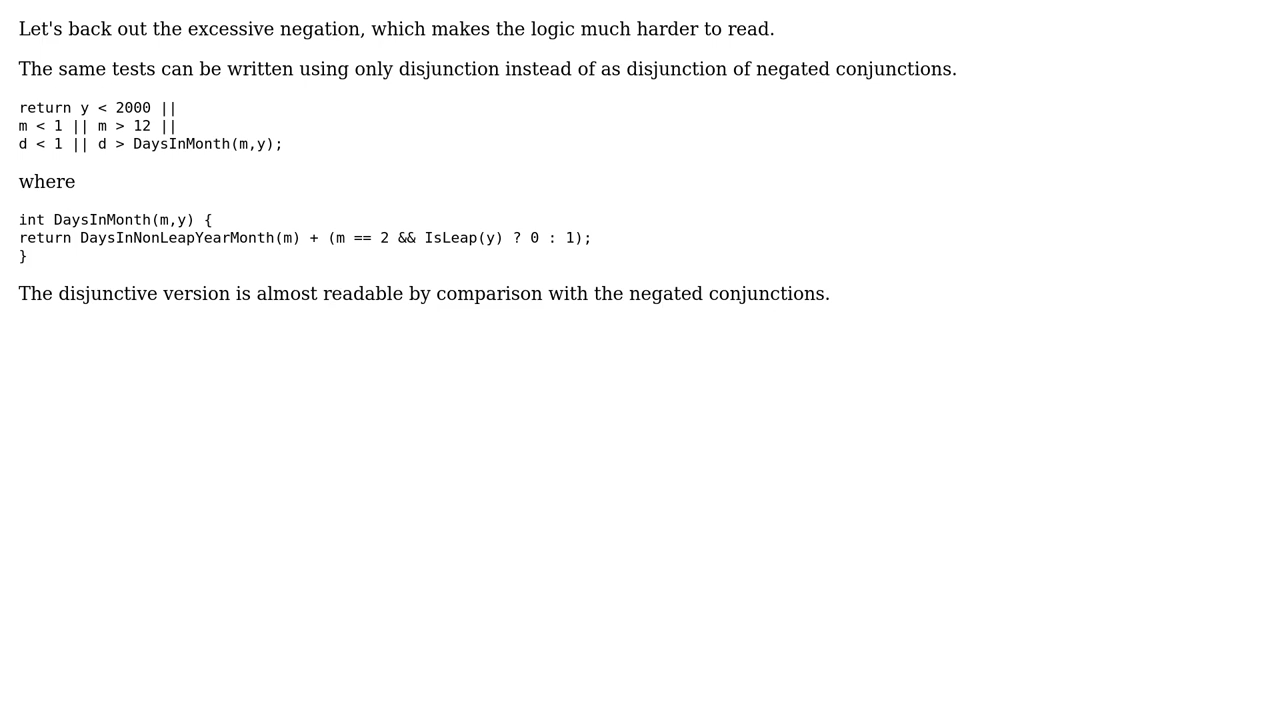 Let's back out the excessive negation, which makes the logic much harder to read.
The same tests can be written using only disjunction instead of as disjunction of negated conjunctions.
return y < 2000 ||
m < 1 || m > 12 ||
d < 1 || d > DaysInMonth(m,y);
where
int DaysInMonth(m,y) {
return DaysInNonLeapYearMonth(m) + (m == 2 && IsLeap(y) ? 0 : 1);
}
The disjunctive version is almost readable by comparison with the negated conjunctions.